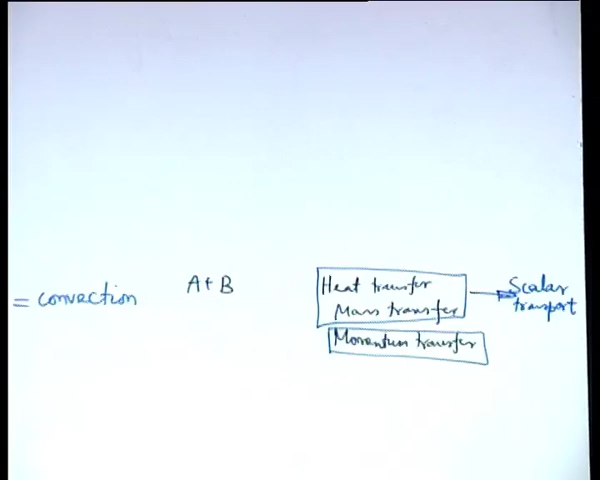 = convection
A + B
Heat transfer
Mass transfer
Momentum transfer
Scalar
transport